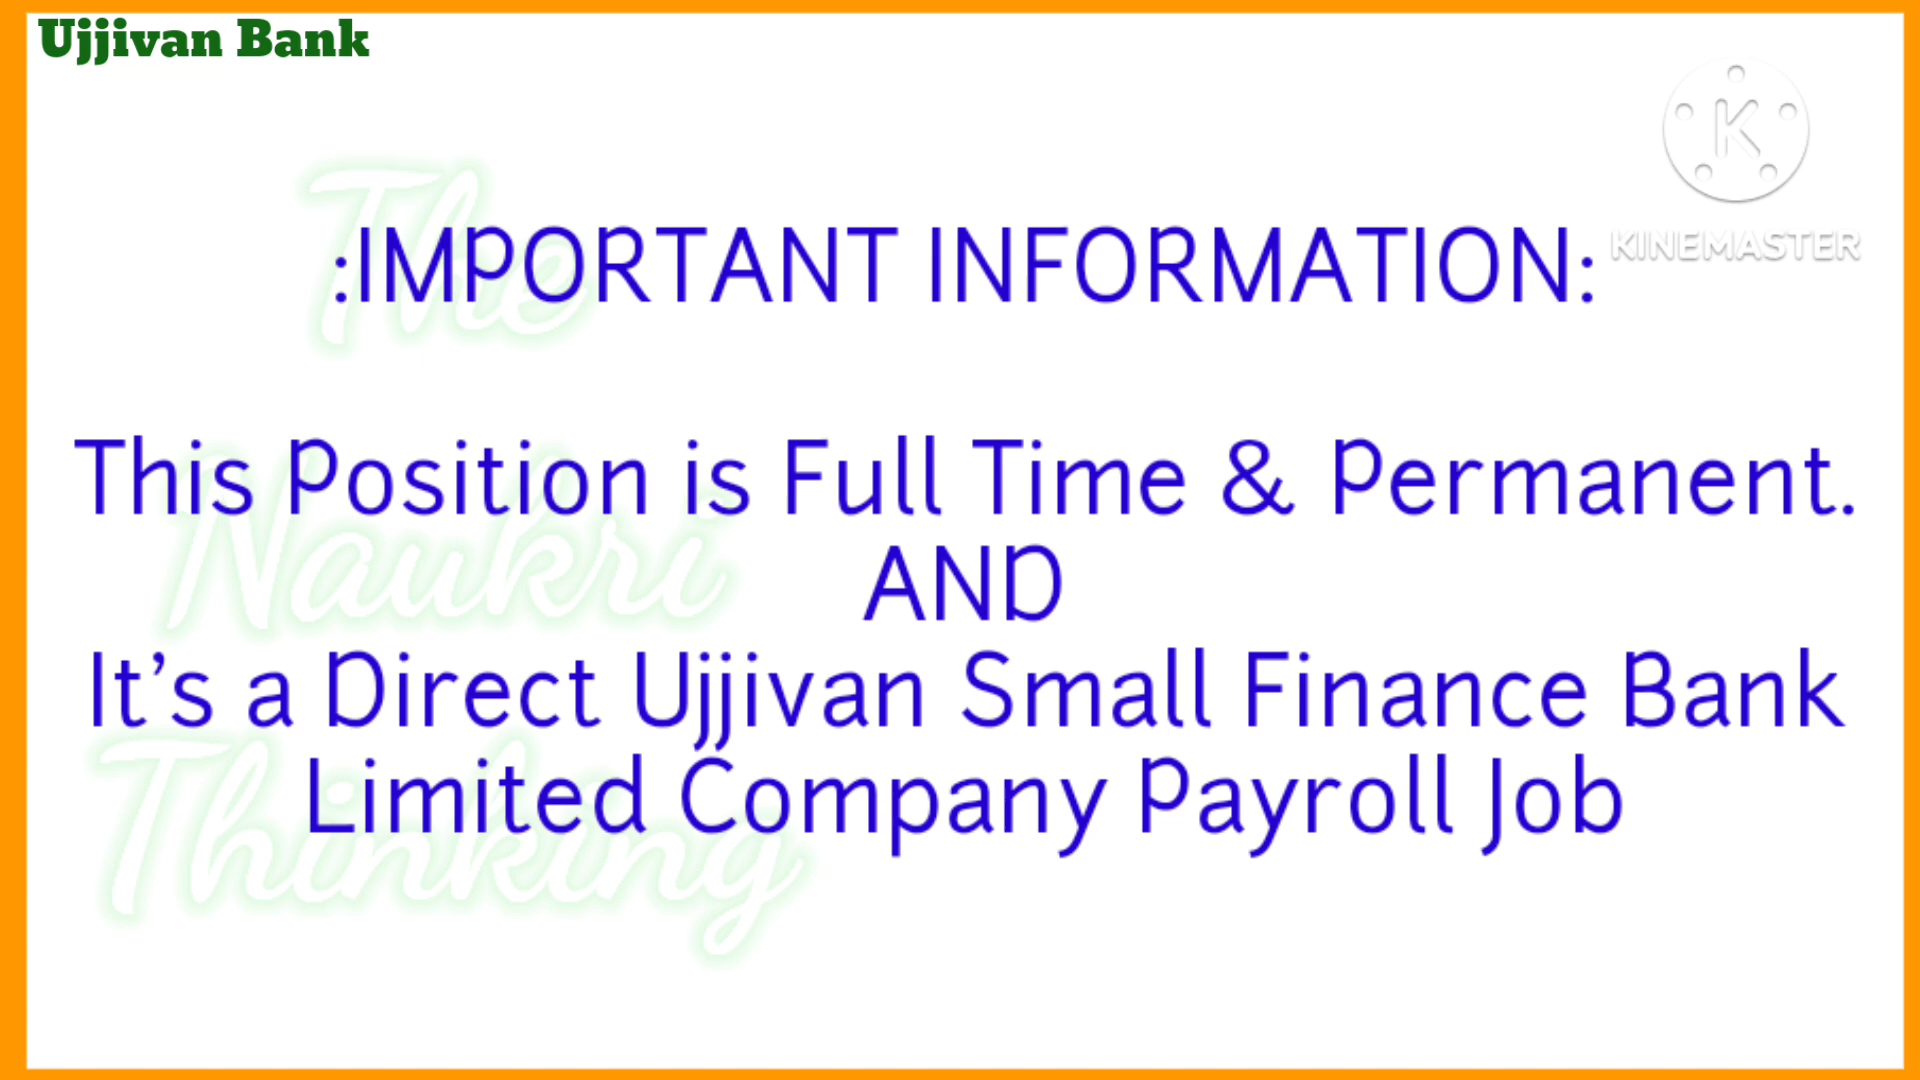 Ujjivan Bank
K
KINEMASTER
The
:IMPORTANT INFORMATION:
This Position is Full Time & Permanent.
Naukri
AND
It's a Direct Ujjivan Small Finance Bank
Thinking
Limited Company Payroll Job